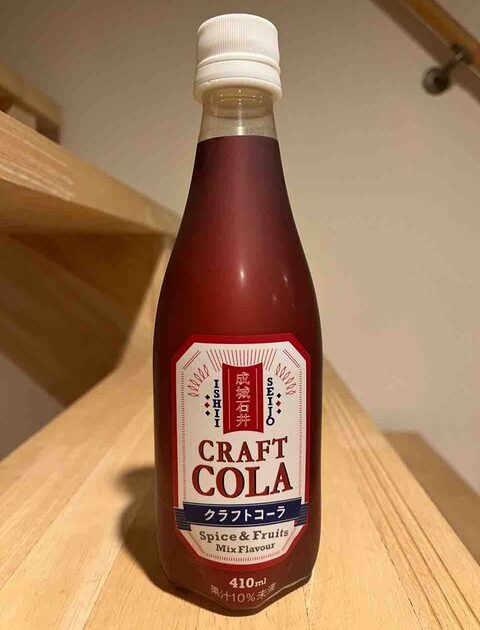 成城石井
ISHII
SEIJO
CRAFT
COLA
クラフトコーラ
Spice & Fruits
Mix Flavour
410ml
果汁10%未満